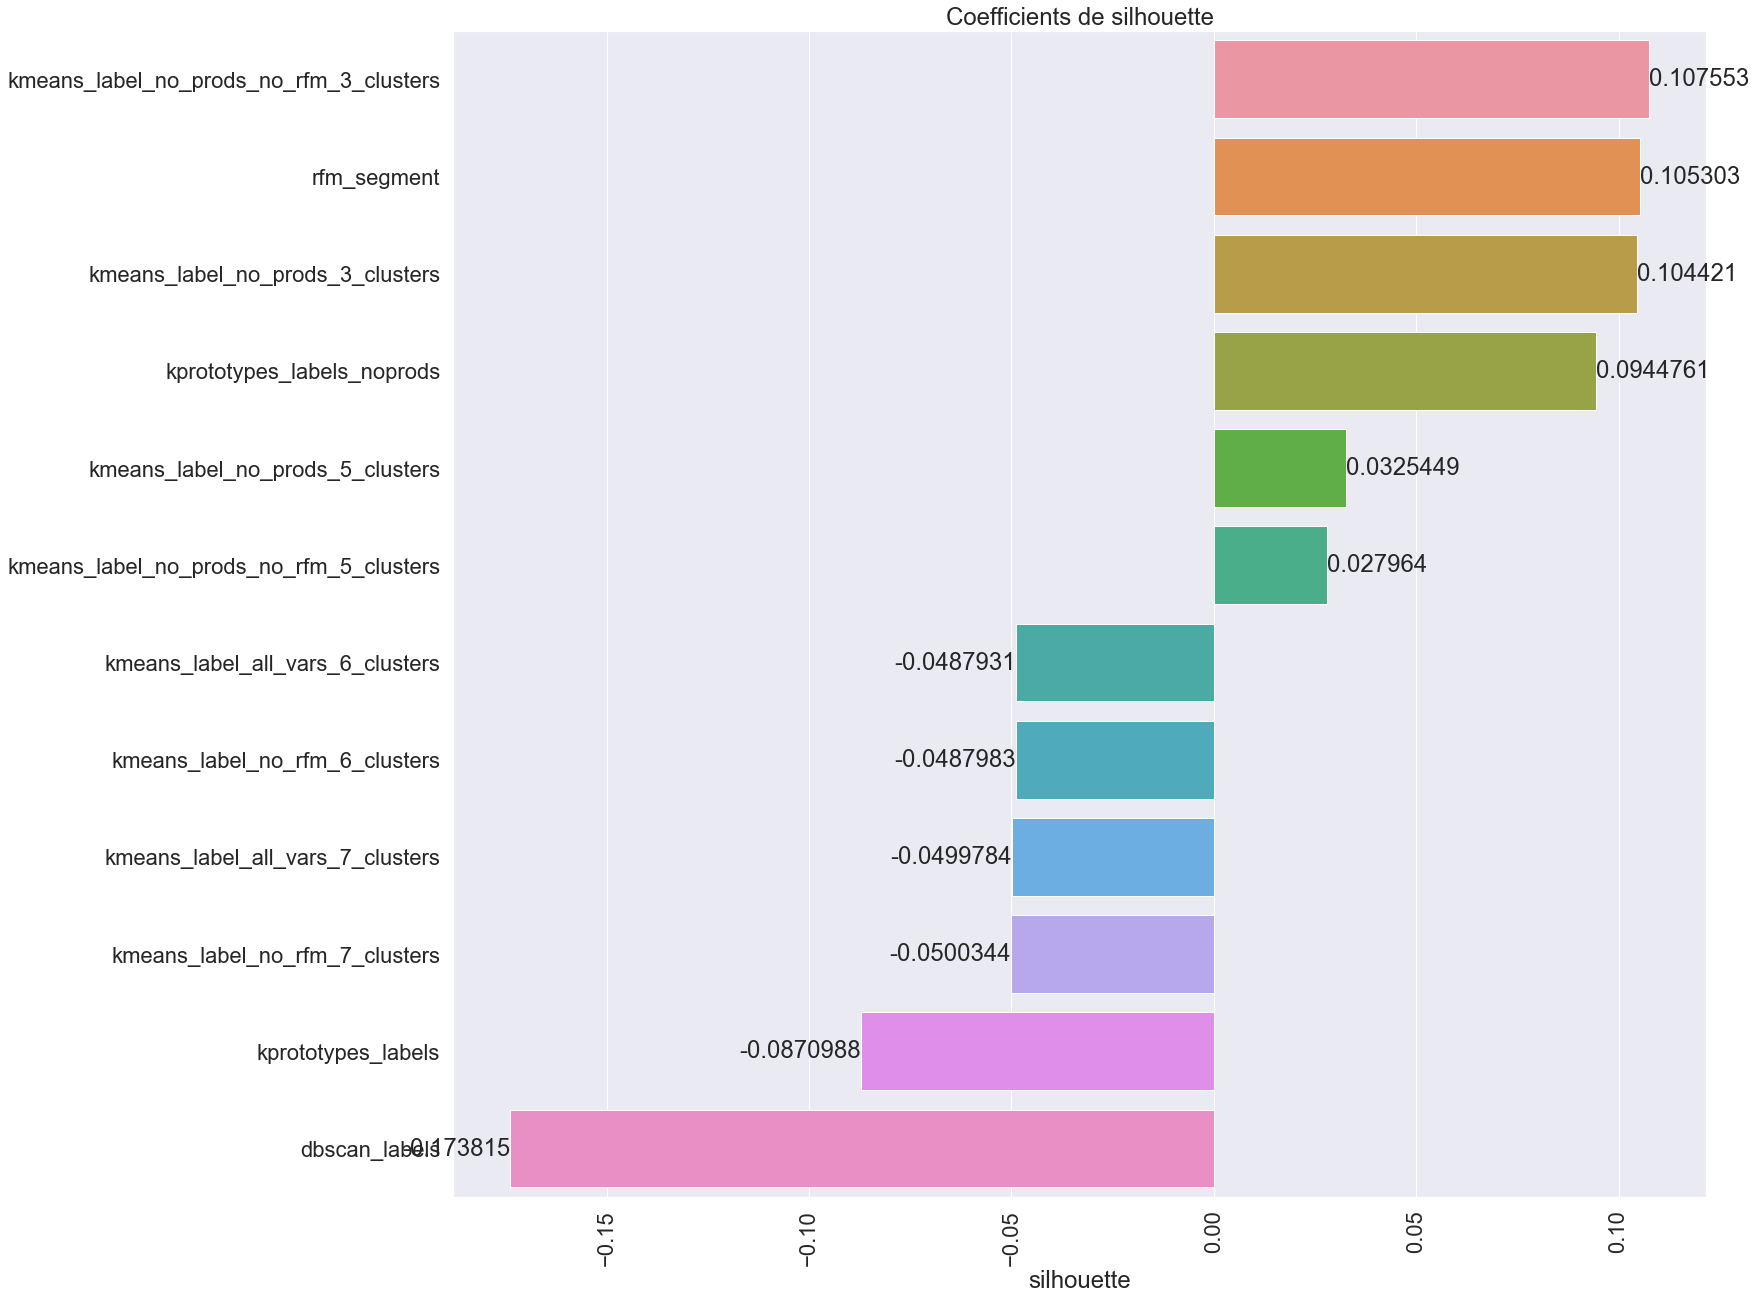 Coefficients de silhouette
kmeans_label_no_prods_no_rfm_3_clusters 0.107553
rfm_segment 0.105303
kmeans_label_no_prods_3_clusters 0.104421
kprototypes_labels_noprods 0.0944761
kmeans_label_no_prods_5_clusters 0.0325449
kmeans_label_no_prods_no_rfm_5_clusters 0.027964
kmeans_label_all_vars_6_clusters -0.0487931
kmeans_label_no_rfm_6_clusters -0.0487983
kmeans_label_all_vars_7_clusters -0.0499784
kmeans_label_no_rfm_7_clusters -0.0500344
kprototypes_labels -0.0870988
dbscan_labels -0.173815
−0.15 −0.10 −0.05 0.00 0.05 0.10
silhouette